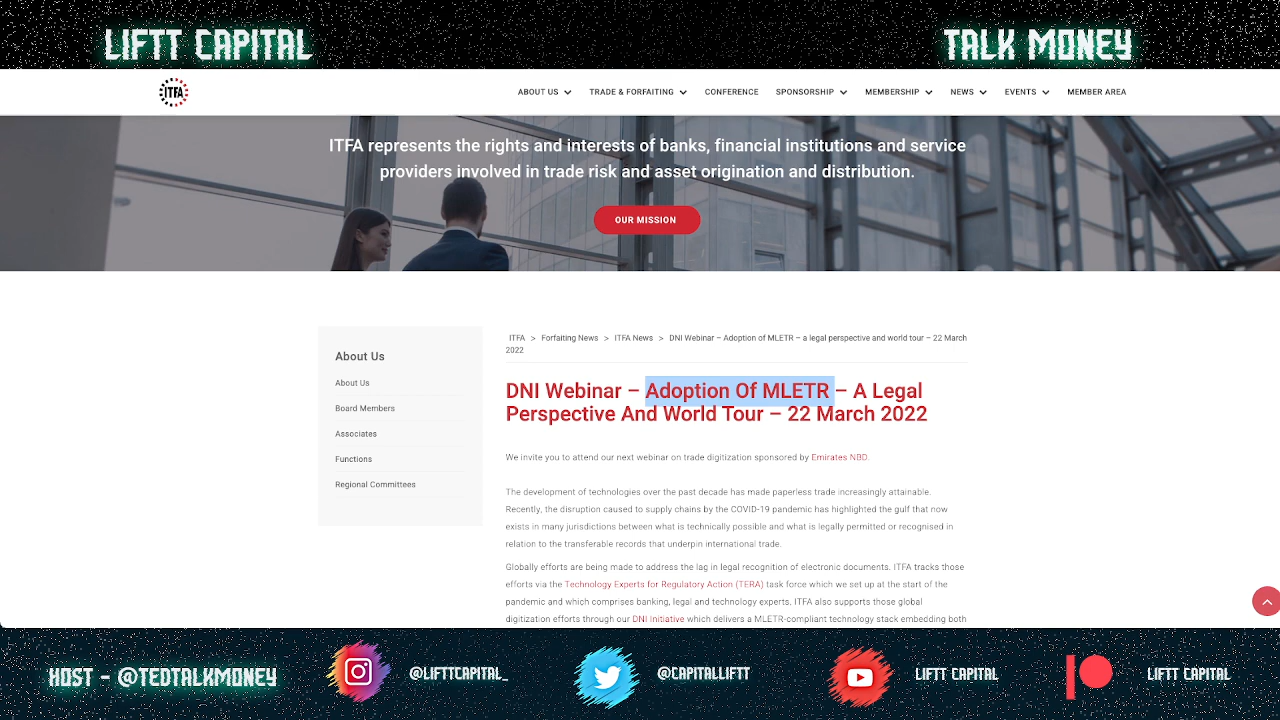 LIFTT CAPITAL
TALK MONEY
ITFA
ABOUT US
TRADE & FORFAITING
CONFERENCE
SPONSORSHIP
MEMBERSHIP
NEWS
EVENTS
MEMBER AREA
ITFA represents the rights and interests of banks, financial institutions and service
providers involved in trade risk and asset origination and distribution.
OUR MISSION
About Us
About Us
Board Members
Associates
Functions
Regional Committees
ITFA > Forfaiting News > ITFA News > DNI Webinar – Adoption of MLETR – a legal perspective and world tour – 22 March
2022
DNI Webinar – Adoption Of MLETR – A Legal
Perspective And World Tour – 22 March 2022
We invite you to attend our next webinar on trade digitization sponsored by Emirates NBD.
The development of technologies over the past decade has made paperless trade increasingly attainable.
Recently, the disruption caused to supply chains by the COVID-19 pandemic has highlighted the gulf that now
exists in many jurisdictions between what is technically possible and what is legally permitted or recognised in
relation to the transferable records that underpin international trade.
Globally efforts are being made to address the lag in legal recognition of electronic documents. ITFA tracks those
efforts via the Technology Experts for Regulatory Action (TERA) task force which we set up at the start of the
pandemic and which comprises banking, legal and technology experts. ITFA also supports those global
digitization efforts through our DNI Initiative which delivers a MLETR-compliant technology stack embedding both
HOST - @TEDTALKMONEY
@LIFTTCAPITAL_
@CAPITALLIFTT
LIFTT CAPITAL
LIFTT CAPITAL